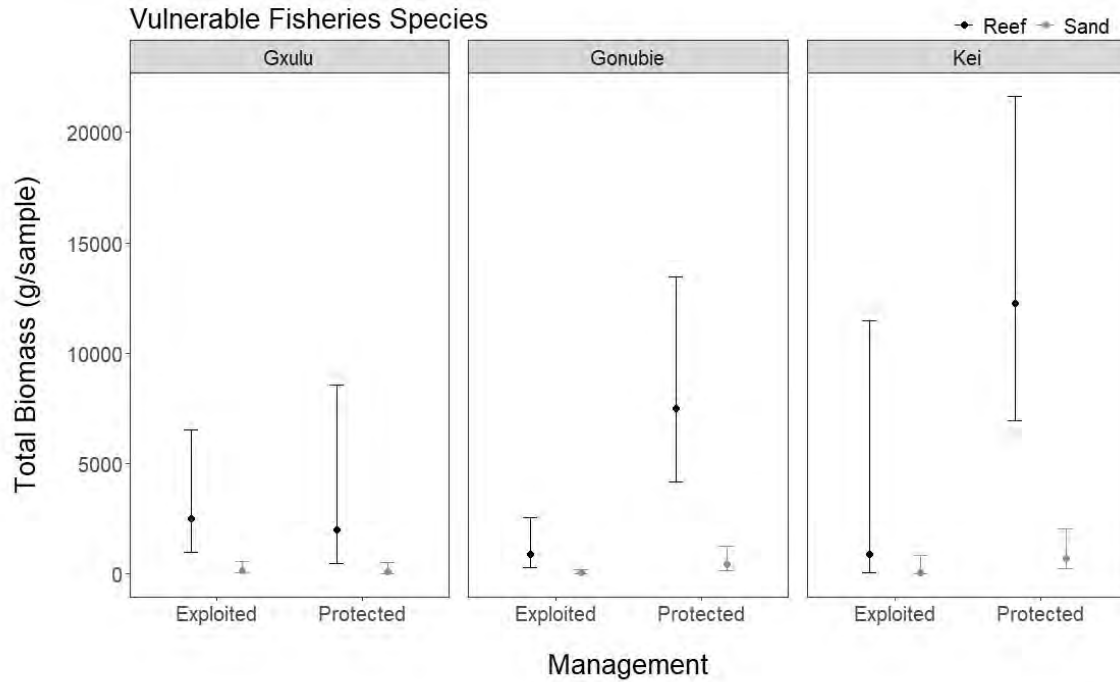 Vulnerable Fisheries Species
Reef Sand
Gxulu Gonubie Kei
Total Biomass (g/sample)
20000
15000
10000
5000
0
Exploited Protected Exploited Protected Exploited Protected
Management